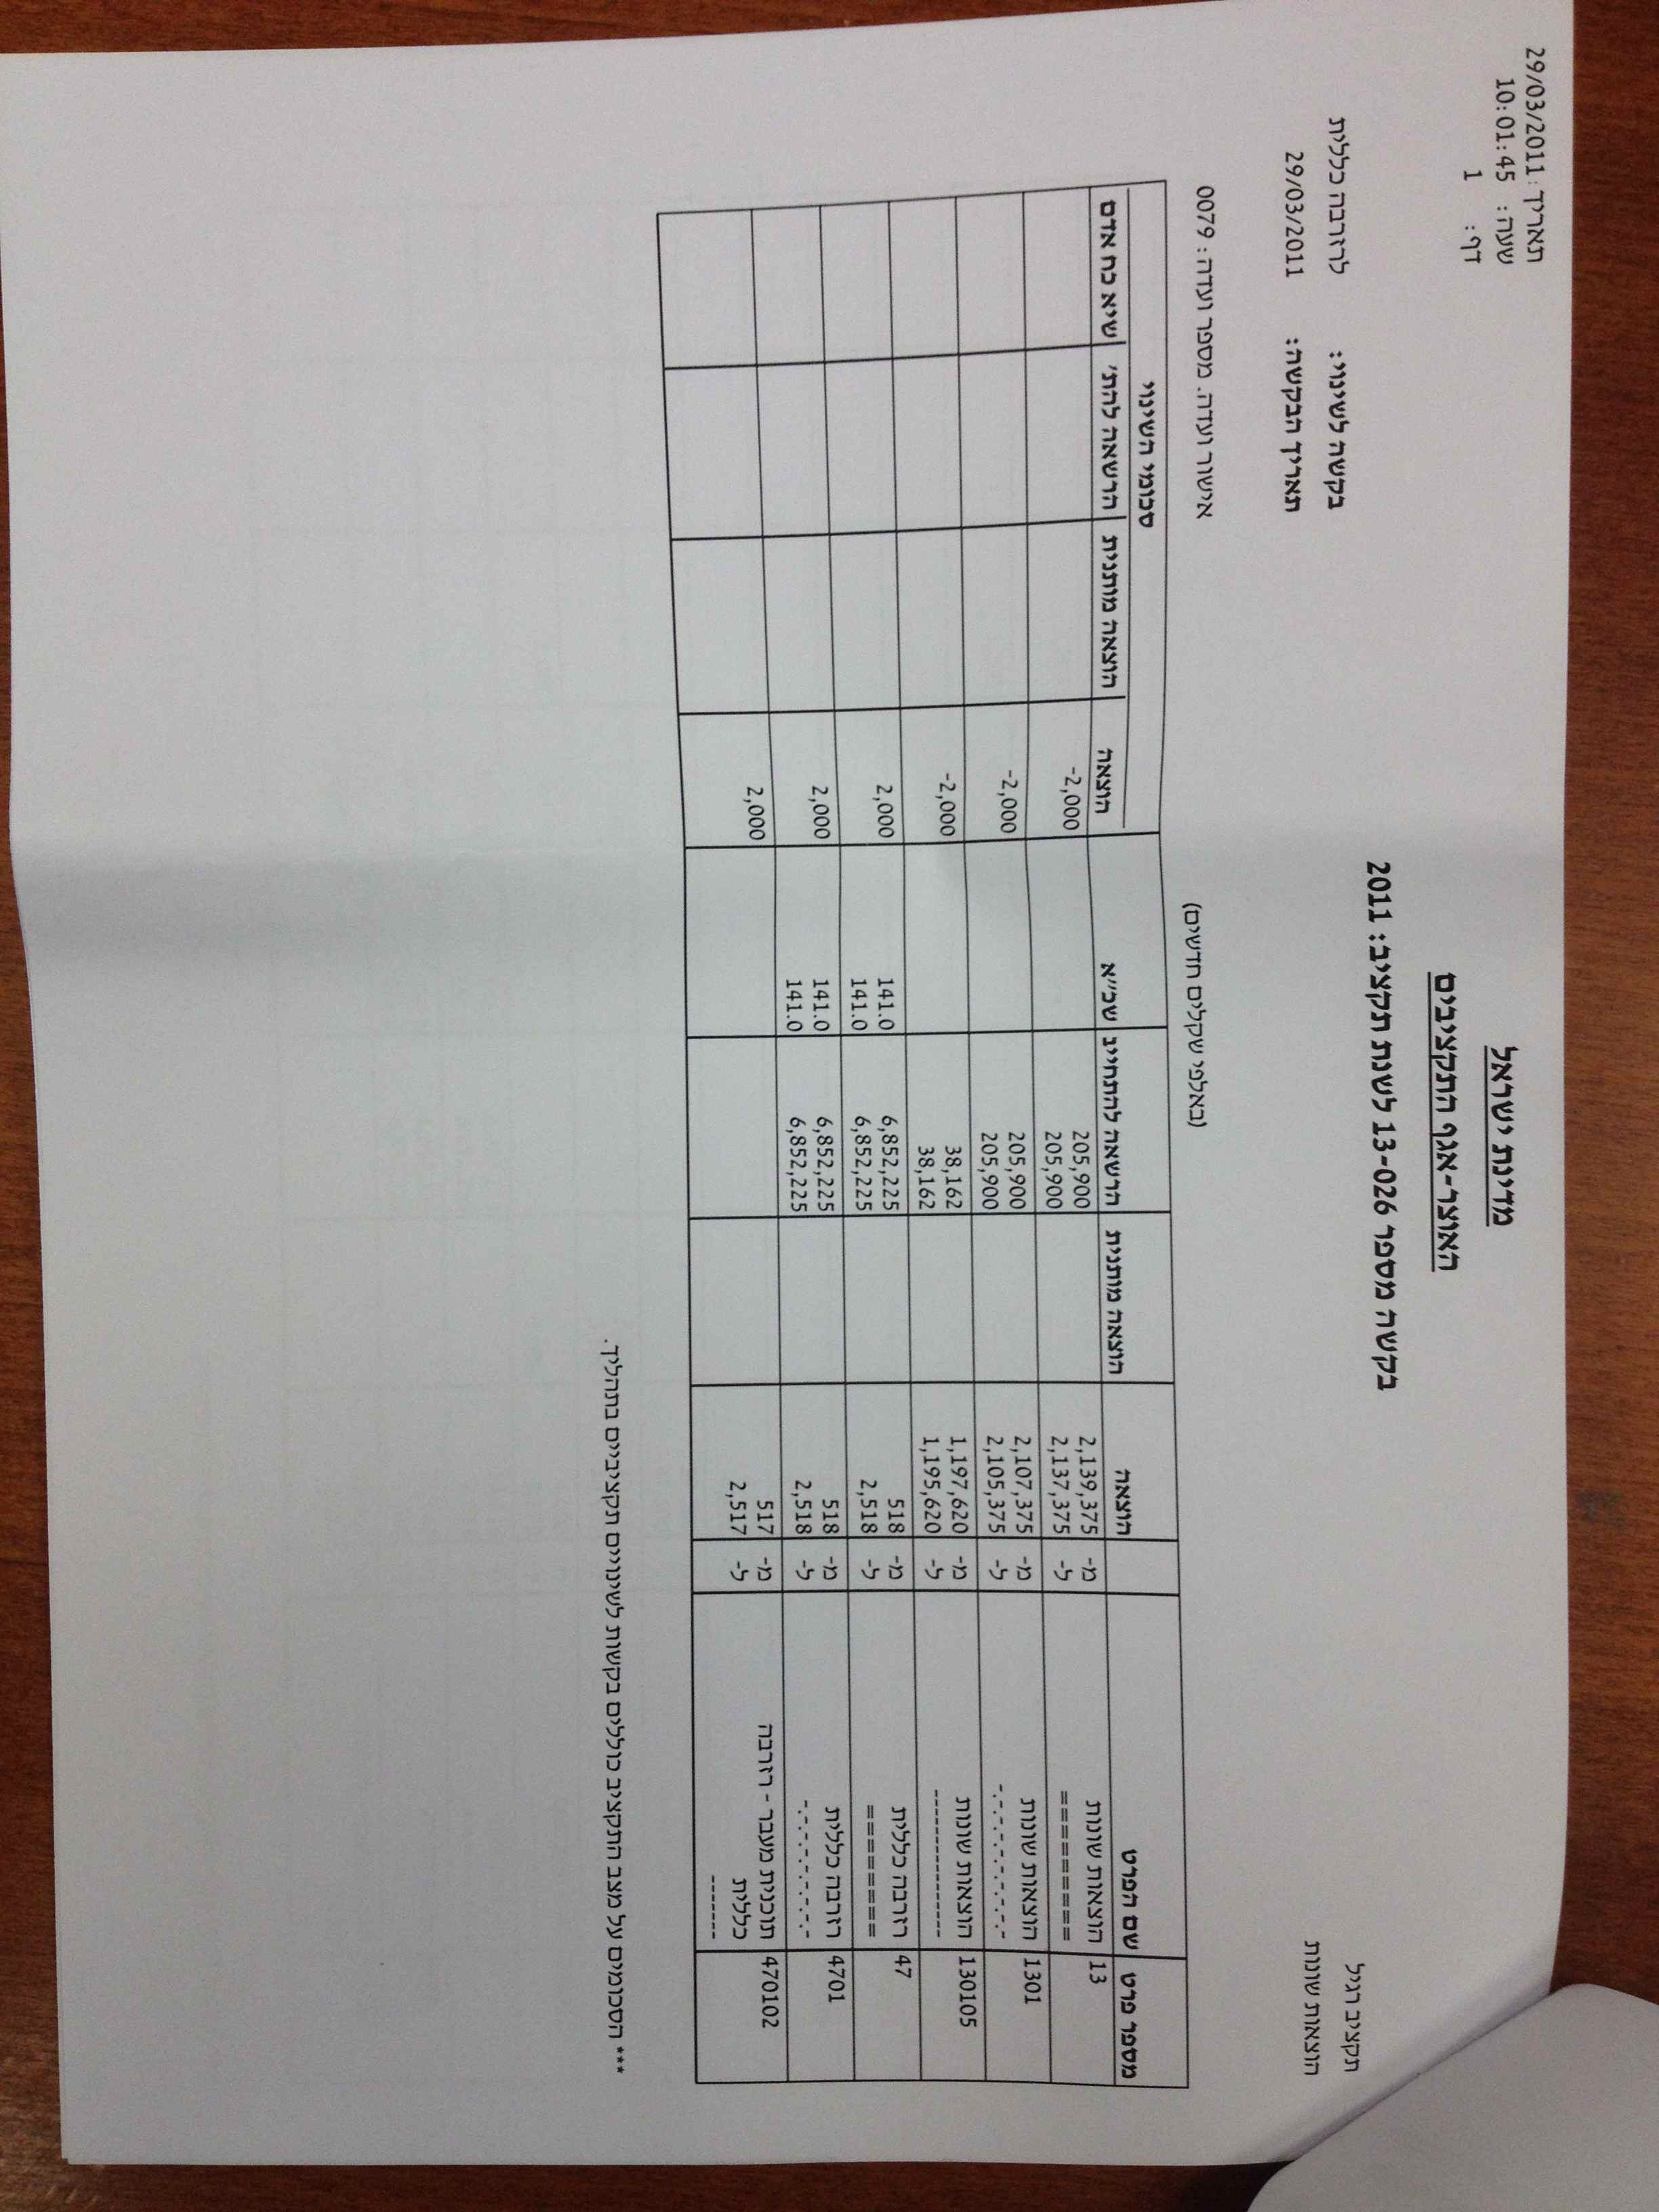 תאריך: 29/03/2011
שעה: 10:01:45
דף: 1
מדינת ישראל
האוצר-אגף התקציבים
בקשה מספר 13-026 לשנת תקציב: 2011
תקציב רגיל
הוצאות שונות
בקשה לשינוי: לרזרבה כללית
תאריך הבקשה: 29/03/2011
(באלפי שקלים חדשים)
אישור ועדה. מספר ועדה: 0079
סכומי השינוי
מספר פרט שם הפרט הוצאה הוצאה מותנית הרשאה להתחייב שכ״א הוצאה הוצאה מותנית הרשאה להת׳ שיא כח אדם
13 הוצאות שונות מ- 2,139,375 205,900 -2,000
========= ל- 2,137,375 205,900
1301 הוצאות שונות מ- 2,107,375 205,900 -2,000
-.-.-.-.-.-.-.- ל- 2,105,375 205,900
130105 הוצאות שונות מ- 1,197,620 38,162 -2,000
------------- ל- 1,195,620 38,162
47 רזרבה כללית מ- 518 6,852,225 141.0 2,000
======== ל- 2,518 6,852,225 141.0
4701 רזרבה כללית מ- 518 6,852,225 141.0 2,000
-.-.-.-.-.-.-.- ל- 2,518 6,852,225 141.0
470102 תוכנית מעבר - רזרבה מ- 517 2,000
כללית ל- 2,517
------
*** הסכומים על מצב התקציב כוללים בקשות לשינויים תקציביים בתהליך.